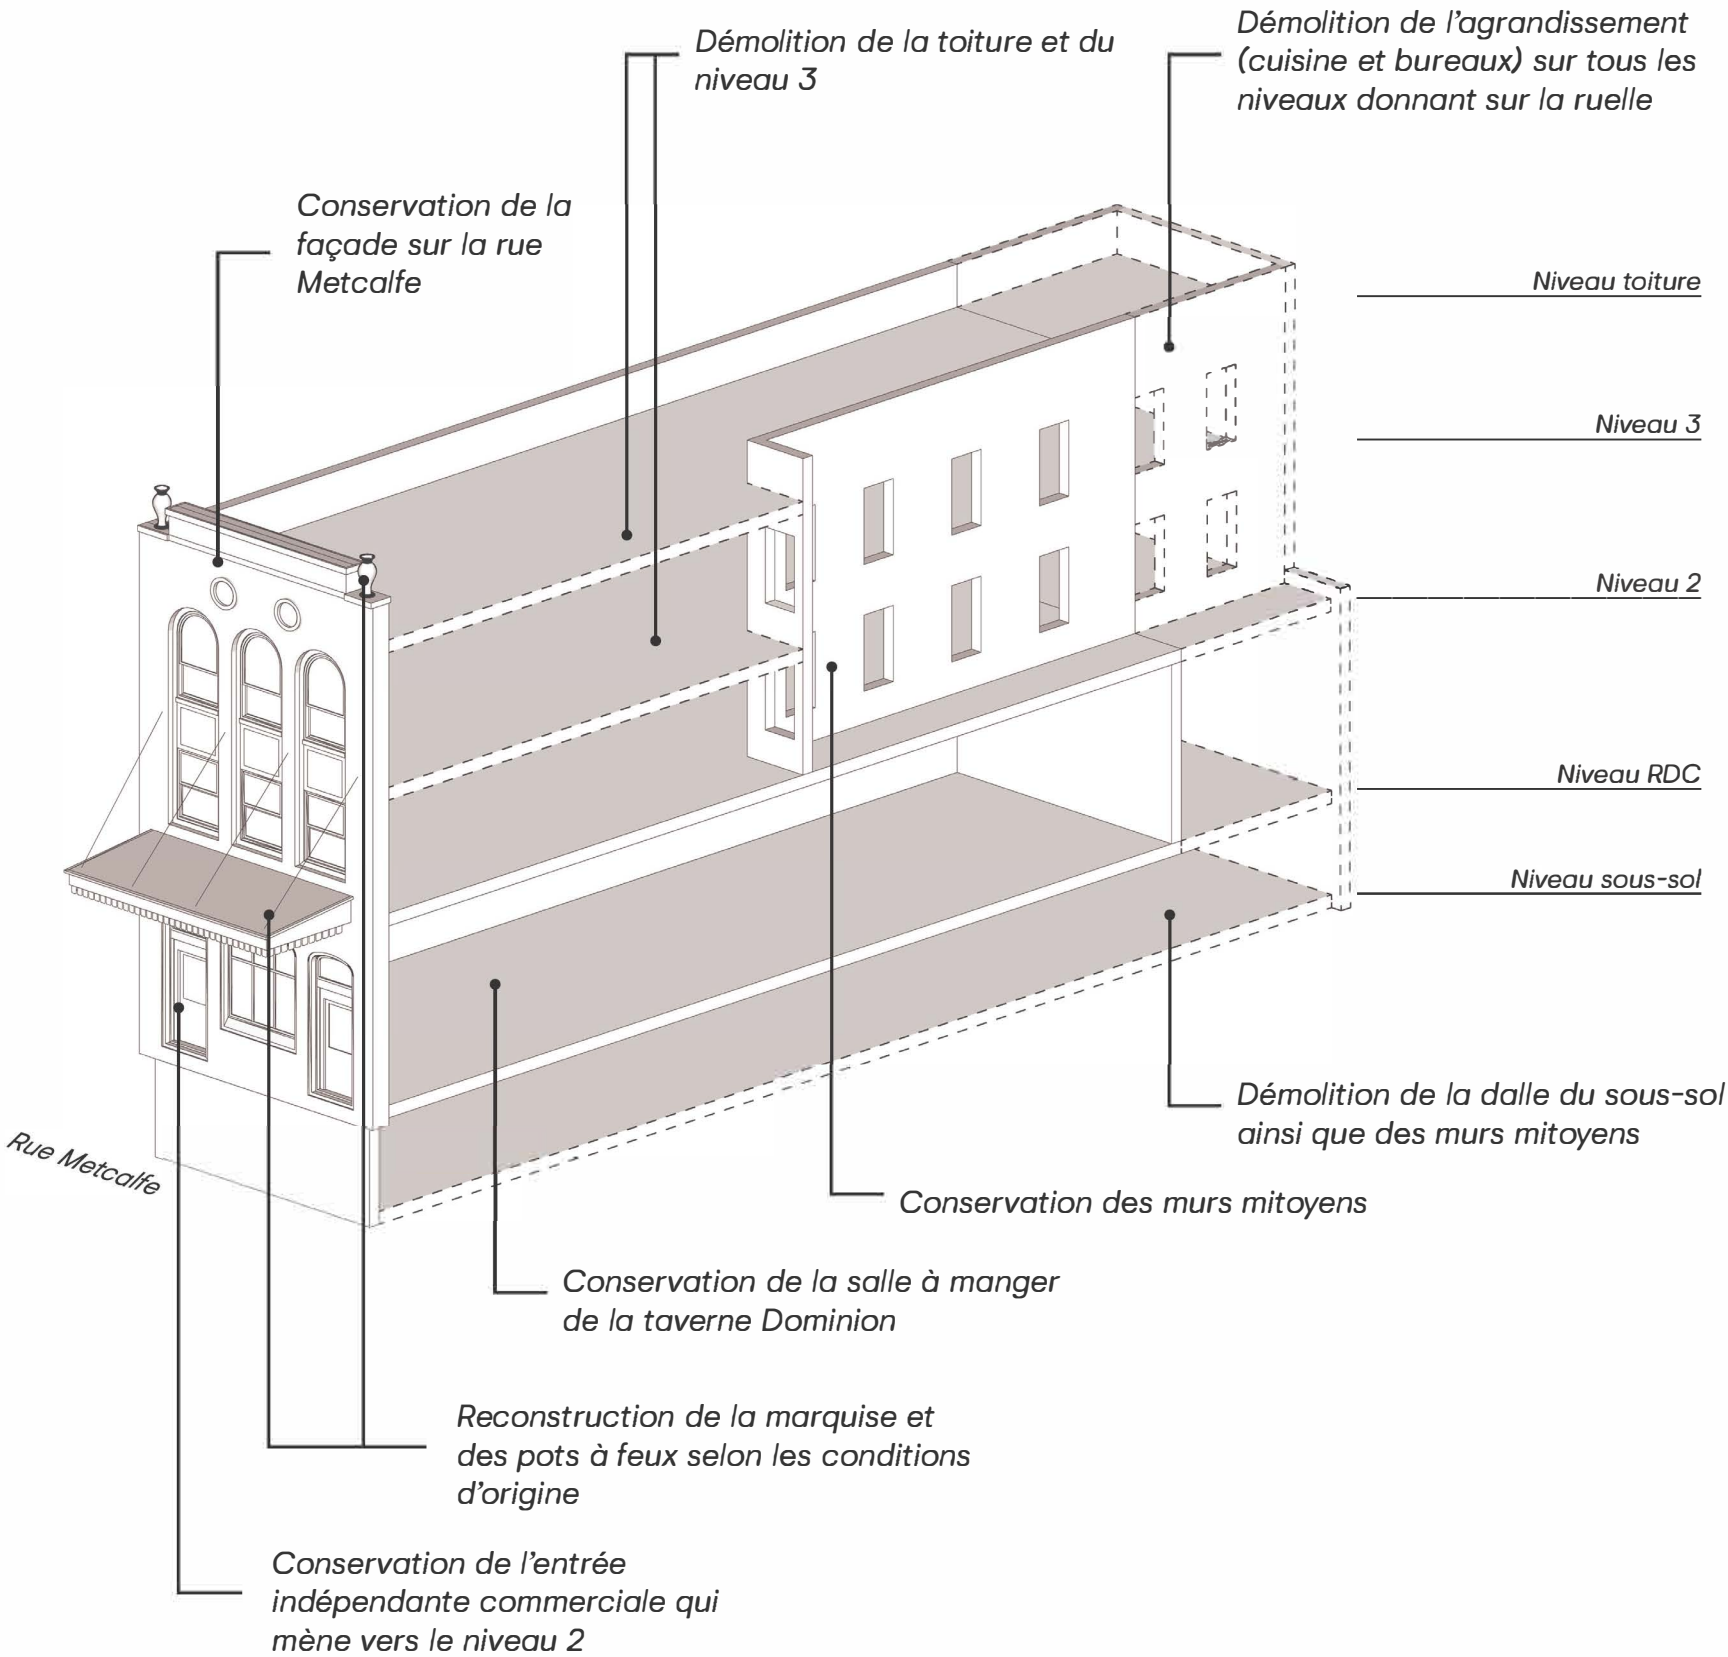 Démolition de la toiture et du
niveau 3
Démolition de l'agrandissement
(cuisine et bureaux) sur tous les
niveaux donnant sur la ruelle
Conservation de la
façade sur la rue
Metcalfe
Niveau toiture
Niveau 3
Niveau 2
Niveau RDC
Niveau sous-sol
Démolition de la dalle du sous-sol
ainsi que des murs mitoyens
Rue Metcalfe
Conservation des murs mitoyens
Conservation de la salle à manger
de la taverne Dominion
Reconstruction de la marquise et
des pots à feux selon les conditions
d'origine
Conservation de l'entrée
indépendante commerciale qui
mène vers le niveau 2